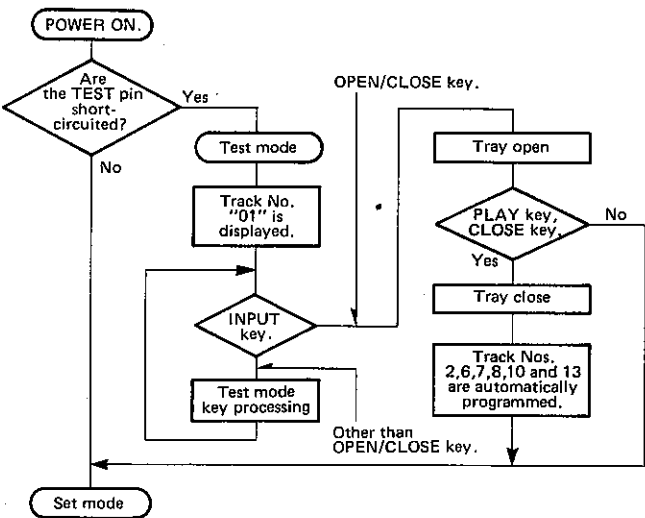 POWER ON.
Are
the TEST pin
short-
circuited?
Yes
No
OPEN/CLOSE key.
Test mode
Track No.
"01" is
displayed.
INPUT
key.
Test mode
key processing
Other than
OPEN/CLOSE key.
Tray open
PLAY key,
CLOSE key.
No
Yes
Tray close
Track Nos.
2,6,7,8,10 and 13
are automatically
programmed.
Set mode